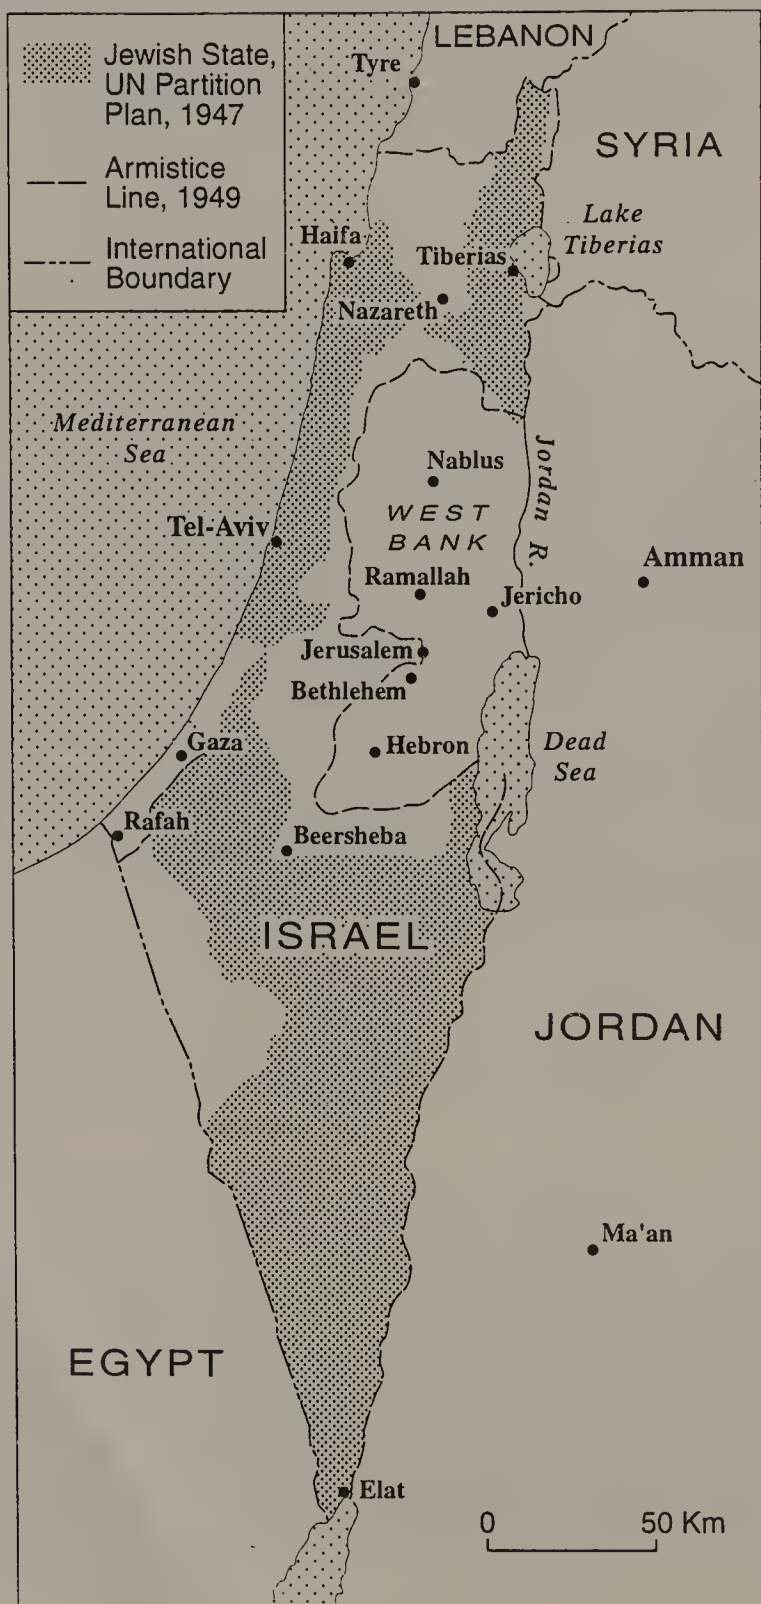 Jewish State,
UN Partition
Plan, 1947
Armistice
Line, 1949
International
Boundary
LEBANON
Tyre
SYRIA
Lake
Tiberias
Haifa
Tiberias
Nazareth
Mediterranean
Sea
Nablus
Jordan R.
WEST
BANK
Tel-Aviv
Amman
Ramallah
Jericho
Jerusalem
Bethlehem
Gaza
Hebron
Dead
Sea
Rafah
Beersheba
ISRAEL
JORDAN
Ma'an
EGYPT
Elat
0 50 Km